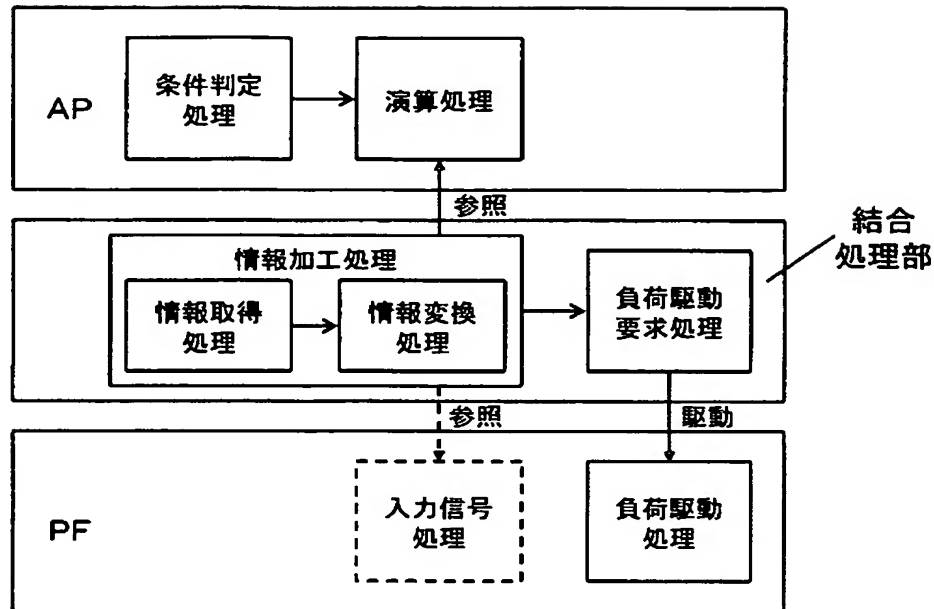 AP
条件判定
処理
演算処理
参照
結合
処理部
情報加工処理
情報取得
処理
情報変換
処理
負荷駆動
要求処理
参照
駆動
PF
入力信号
処理
負荷駆動
処理